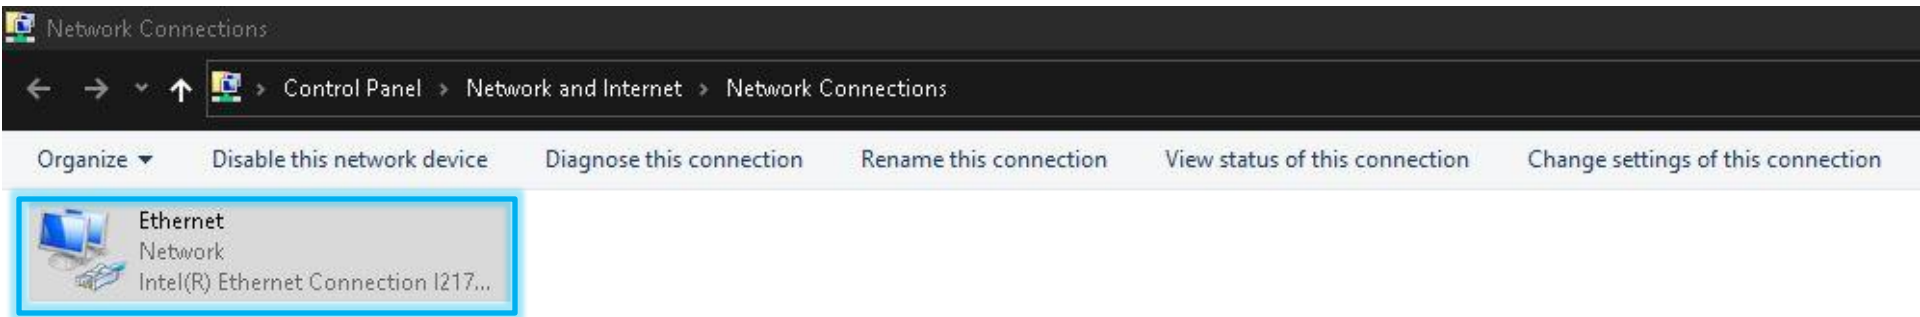 Network Connections
Control Panel > Network and Internet > Network Connections
Organize Disable this network device Diagnose this connection Rename this connection View status of this connection Change settings of this connection
Ethernet
Network
Intel(R) Ethernet Connection I217...